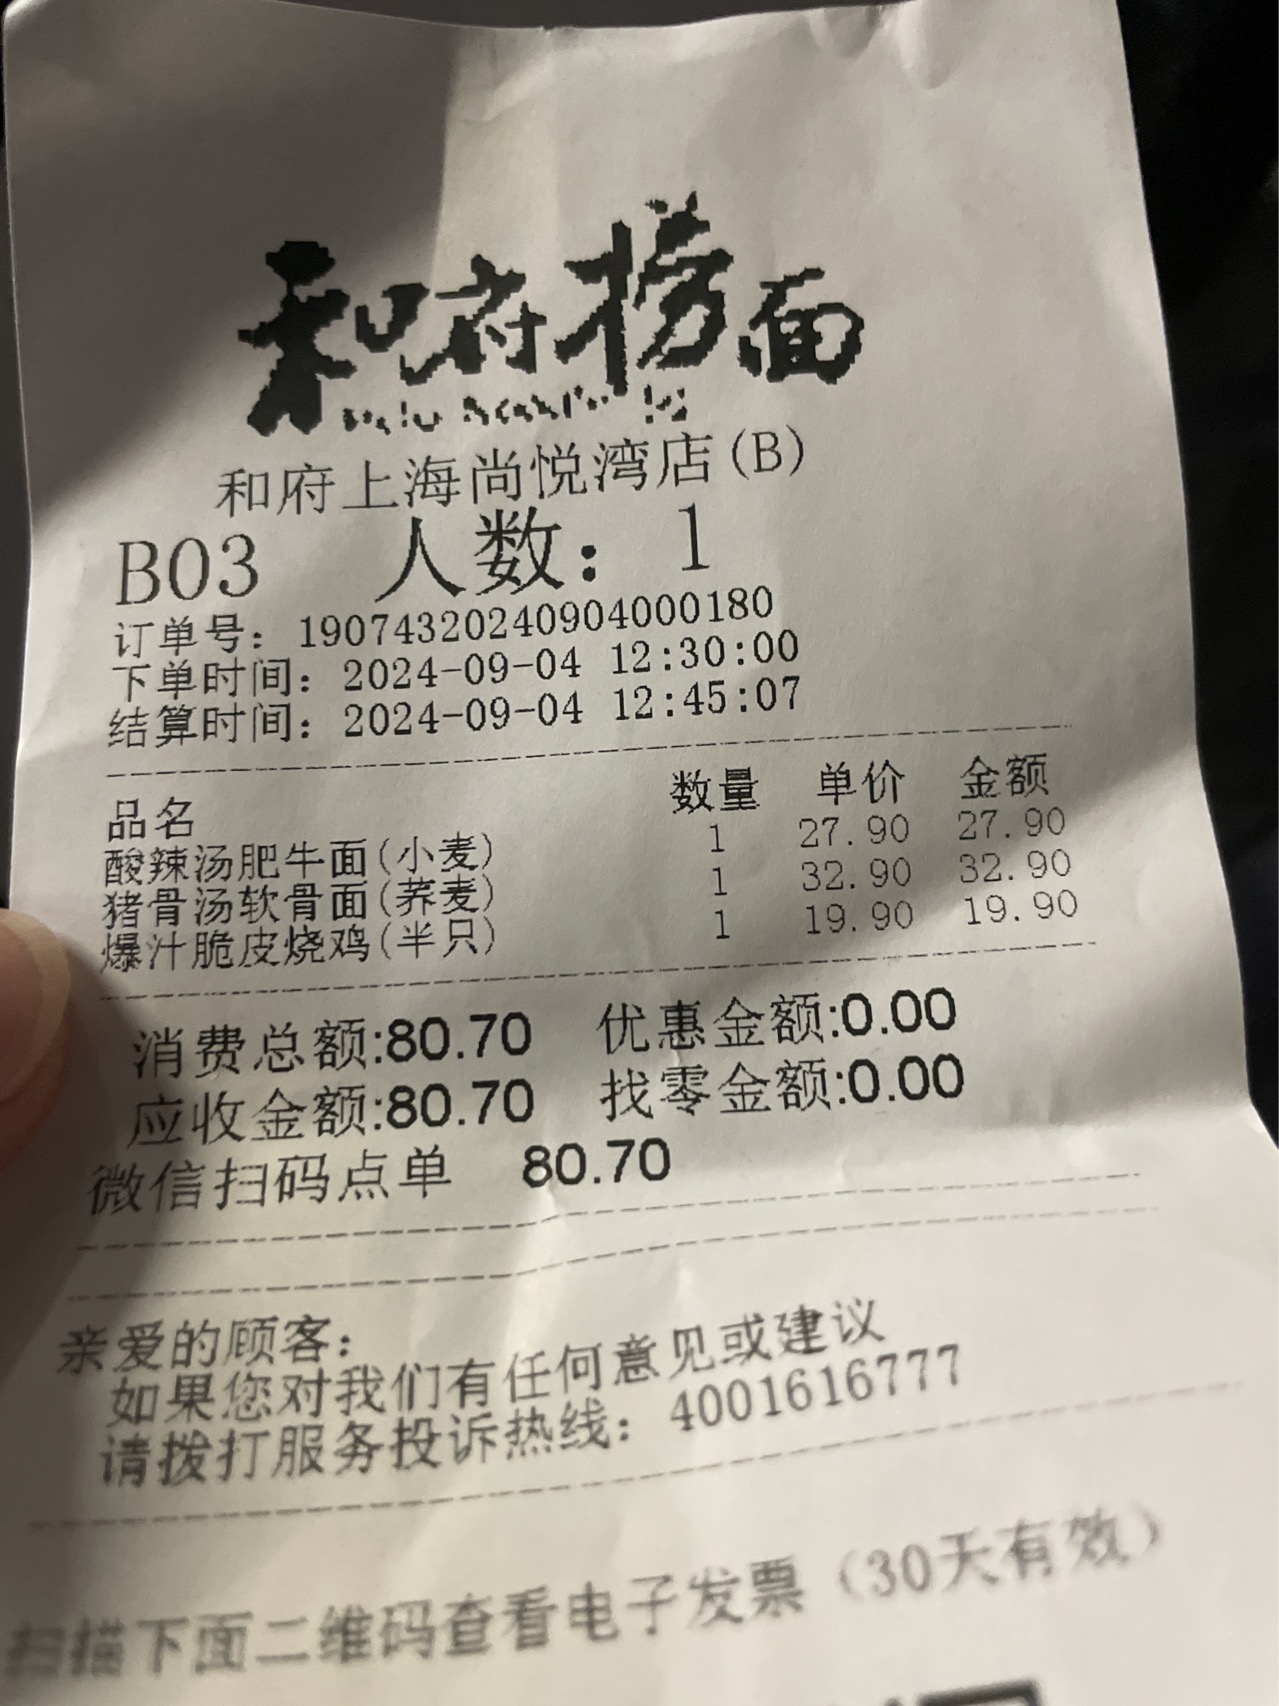 和府捞面
和府上海尚悦湾店(B)
B03 人数: 1
订单号: 19074320240904000180
下单时间: 2024-09-04 12:30:00
结算时间: 2024-09-04 12:45:07
品名 数量 单价 金额
酸辣汤肥牛面(小麦) 1 27.90 27.90
猪骨汤软骨面(荞麦) 1 32.90 32.90
爆汁脆皮烧鸡(半只) 1 19.90 19.90
消费总额:80.70 优惠金额:0.00
应收金额:80.70 找零金额:0.00
微信扫码点单 80.70
亲爱的顾客:
如果您对我们有任何意见或建议
请拨打服务投诉热线: 4001616777
扫描下面二维码查看电子发票(30天有效)